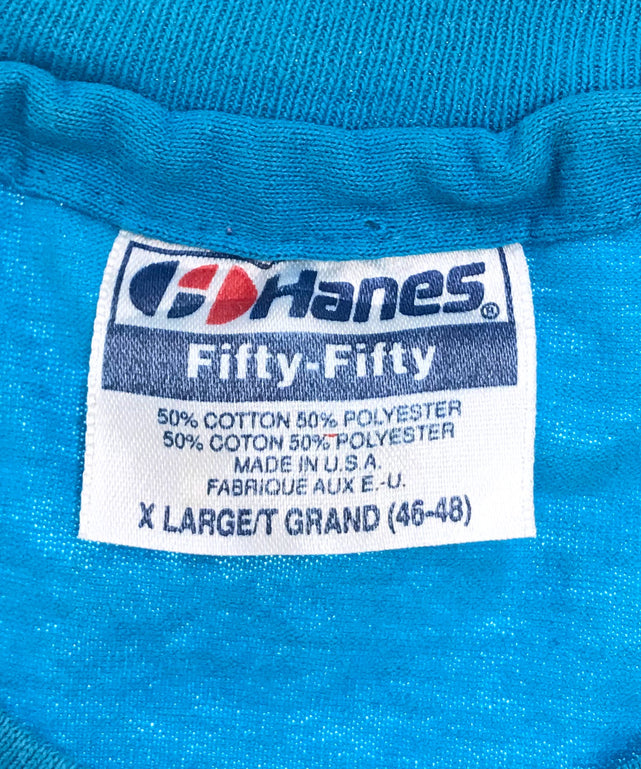 Hanes®
Fifty-Fifty
50% COTTON 50% POLYESTER
50% COTON 50% POLYESTER
MADE IN U.S.A.
FABRIQUE AUX E.-U.
X LARGE/T GRAND (46-48)